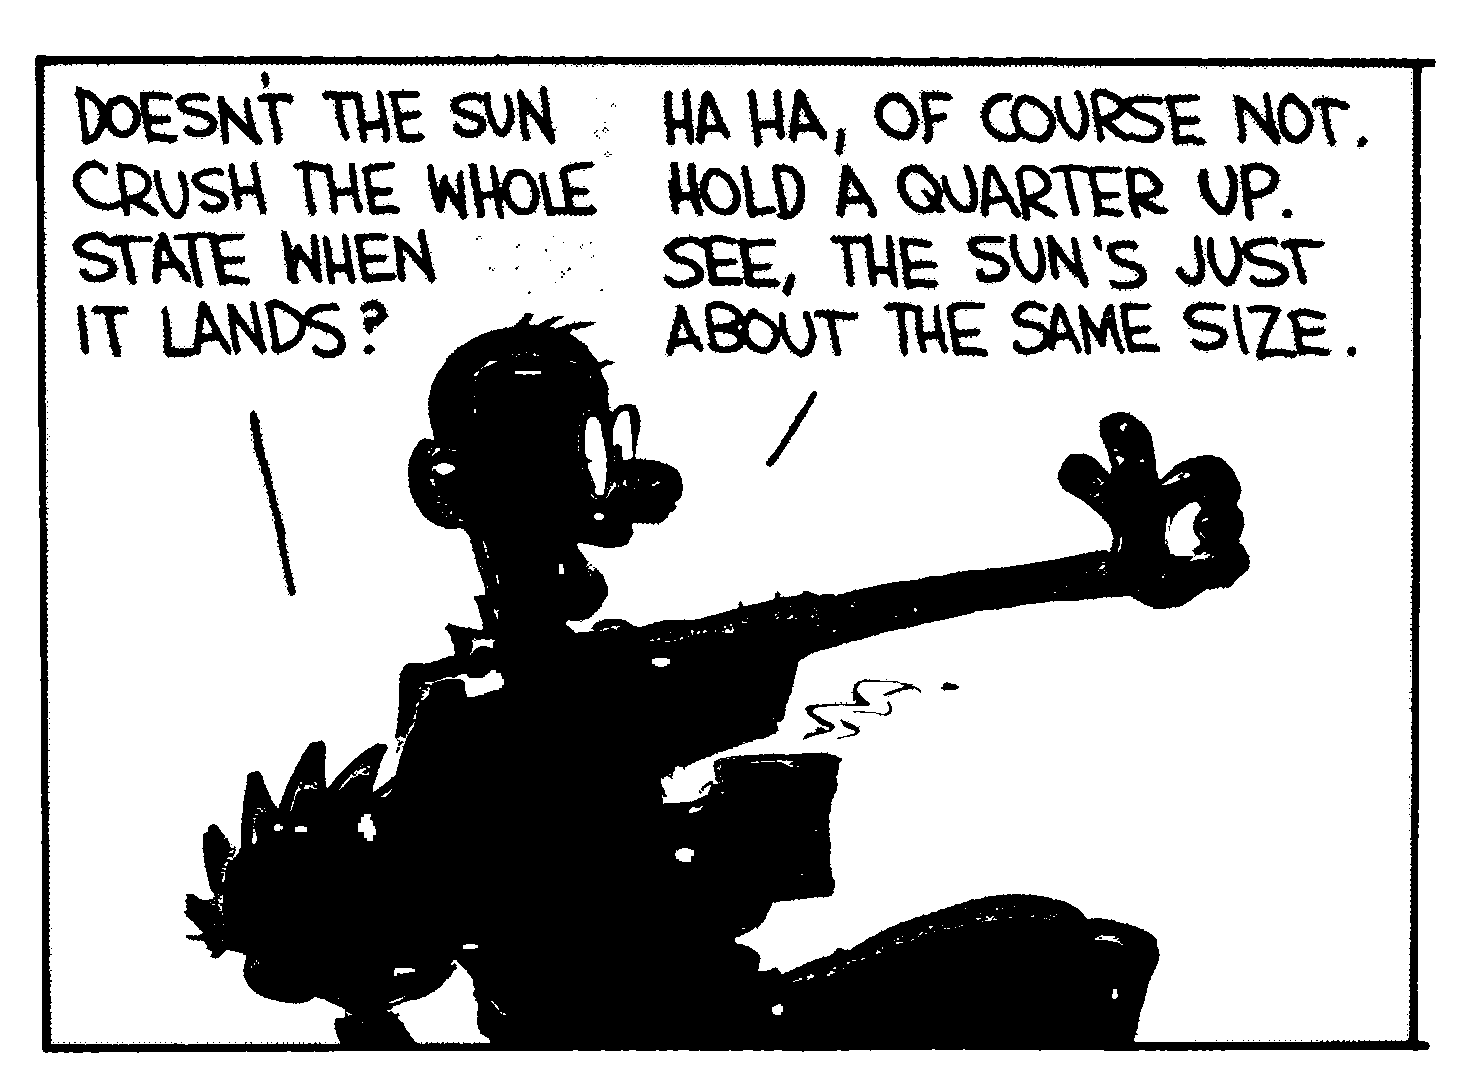 DOESN'T THE SUN
CRUSH THE WHOLE
STATE WHEN
IT LANDS?
HA HA, OF COURSE NOT.
HOLD A QUARTER UP.
SEE, THE SUN'S JUST
ABOUT THE SAME SIZE.